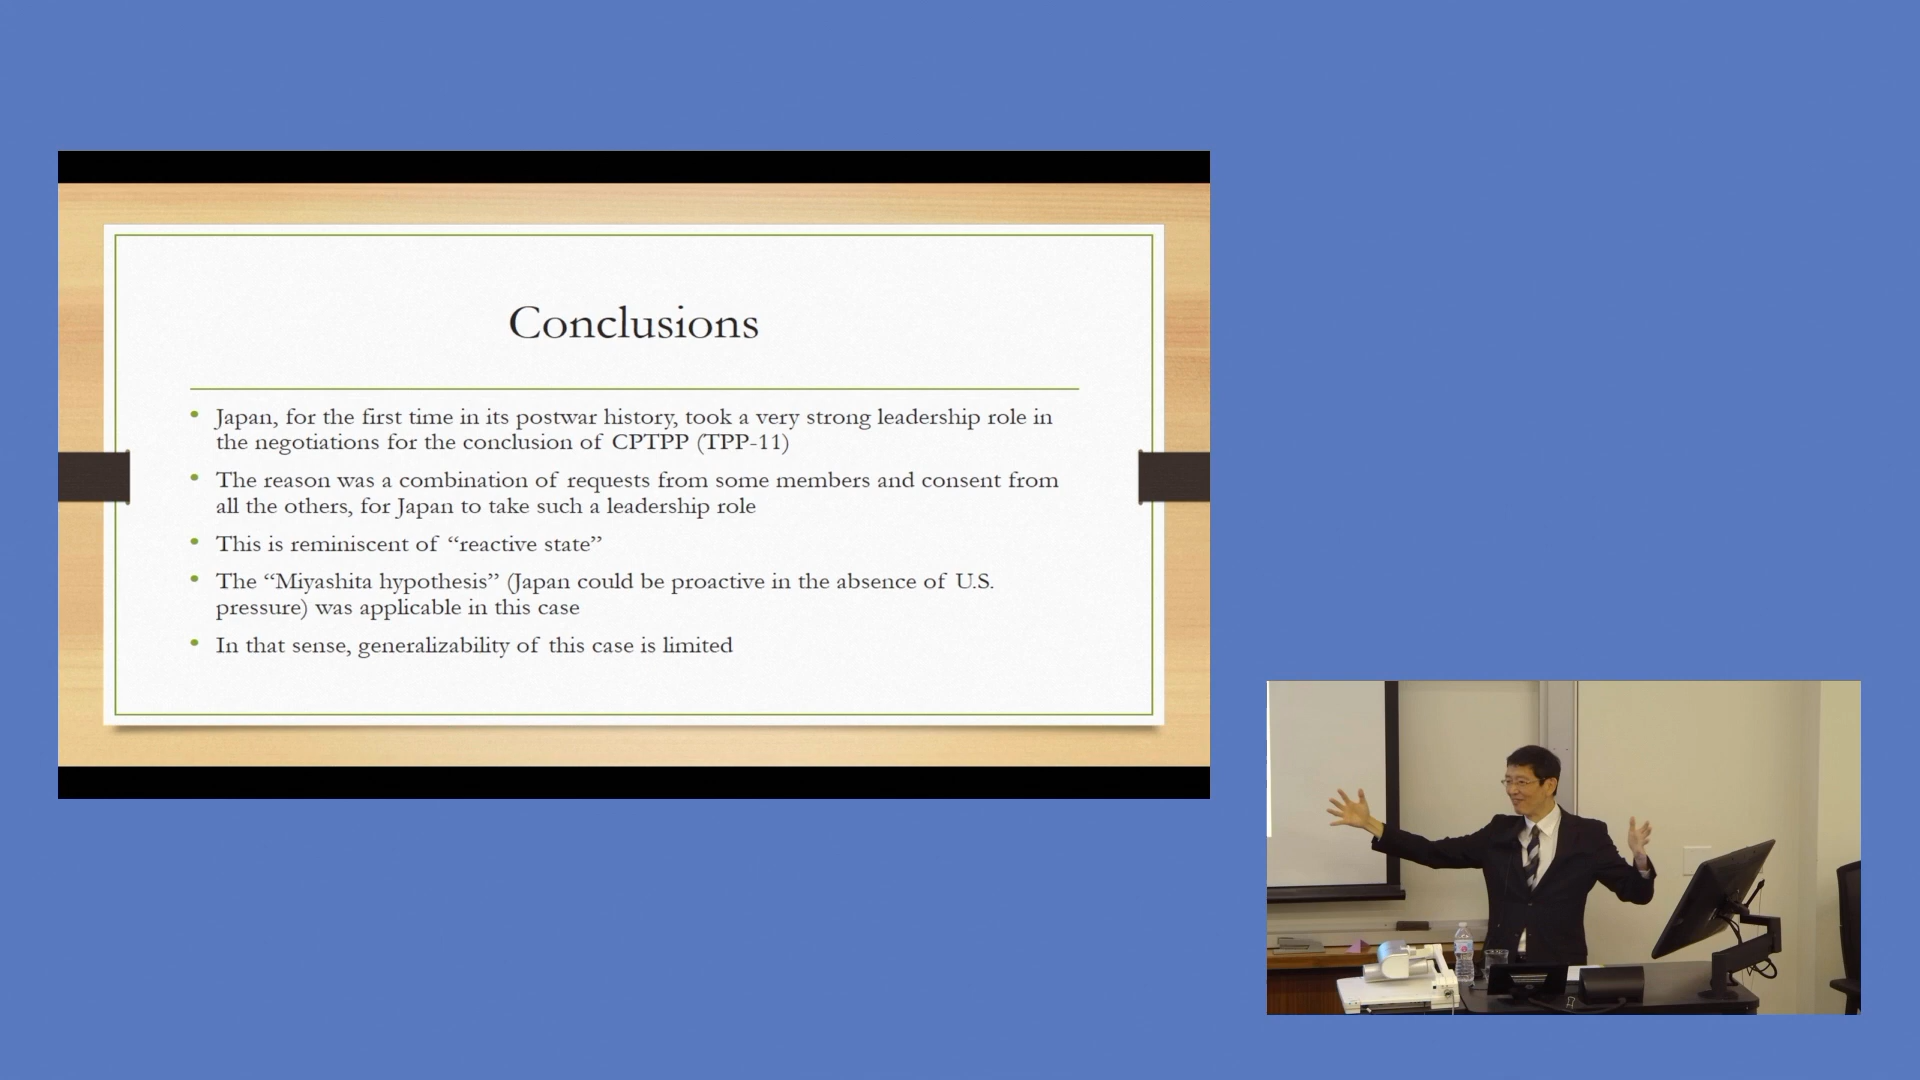 Conclusions
• Japan, for the first time in its postwar history, took a very strong leadership role in
the negotiations for the conclusion of CPTPP (TPP-11)
• The reason was a combination of requests from some members and consent from
all the others, for Japan to take such a leadership role
• This is reminiscent of “reactive state”
• The “Miyashita hypothesis” (Japan could be proactive in the absence of U.S.
pressure) was applicable in this case
• In that sense, generalizability of this case is limited